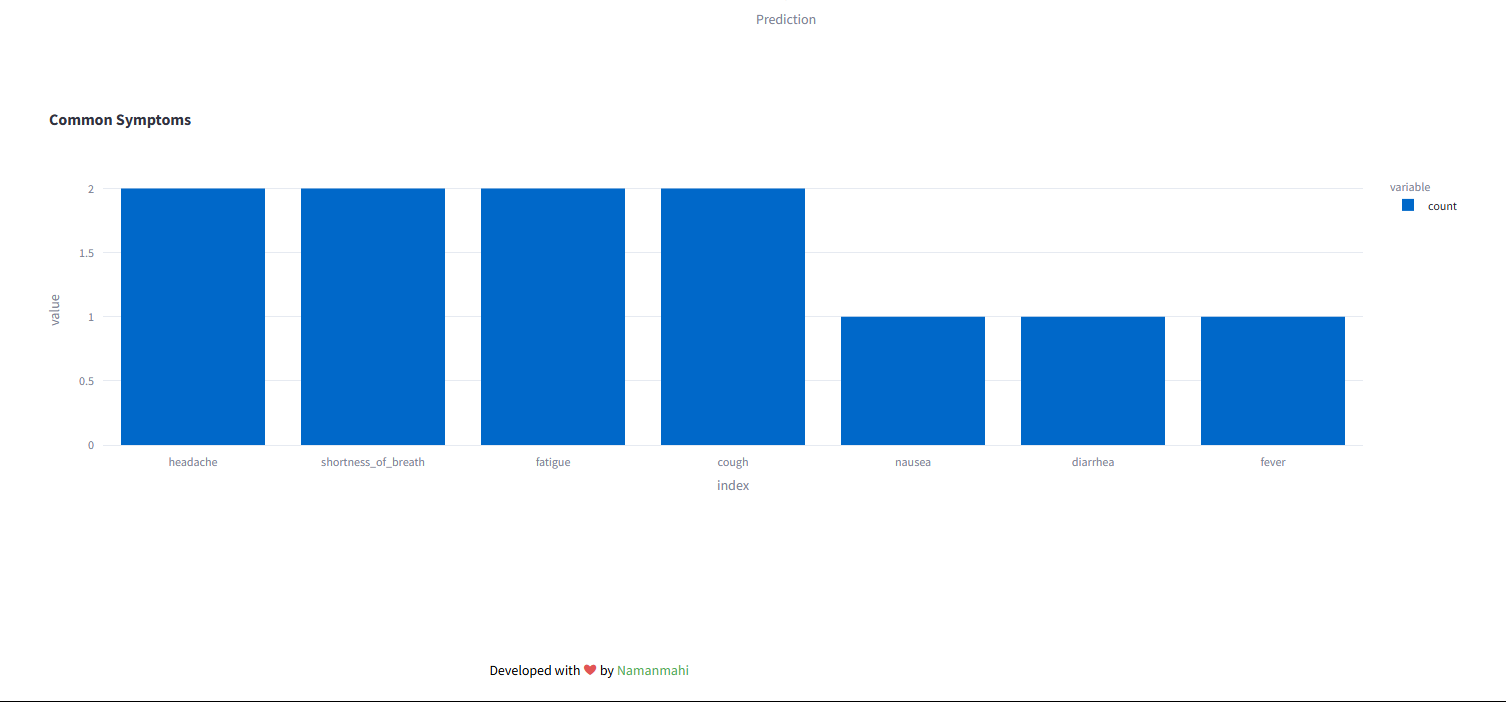 Prediction
Common Symptoms
variable
count
value
2
1.5
1
0.5
0
headache shortness_of_breath fatigue cough nausea diarrhea fever
index
Developed with ❤ by Namanmahi